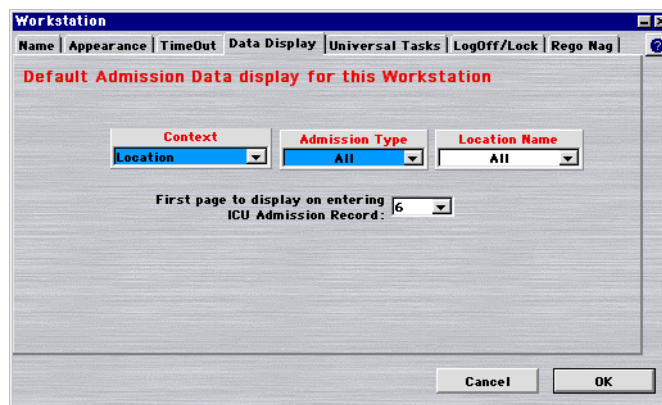 Workstation
Name Appearance TimeOut Data Display Universal Tasks LogOff/Lock Rego Nag ?
Default Admission Data display for this Workstation
Context Admission Type Location Name
Location All All
First page to display on entering 6
ICU Admission Record:
Cancel OK